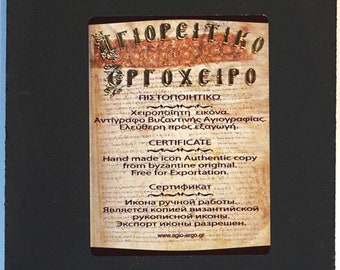 ΑΓΙΟΡΕΙΤΙΚΟ
ΕΡΓΟΧΕΙΡΟ
ΠΙΣΤΟΠΟΙΗΤΙΚΟ
Χειροποίητη εικόνα.
Αντίγραφο Βυζαντινής Αγιογραφίας.
Ελεύθερη πρός εξαγωγή.
CERTIFICATE
Hand made icon Authentic copy
from byzantine original.
Free for Exportation.
Сертификат
Икона ручной работы.
Является копией византийской
рукописной иконы.
Экспорт иконы разрешен.
www.agio-ergo.gr